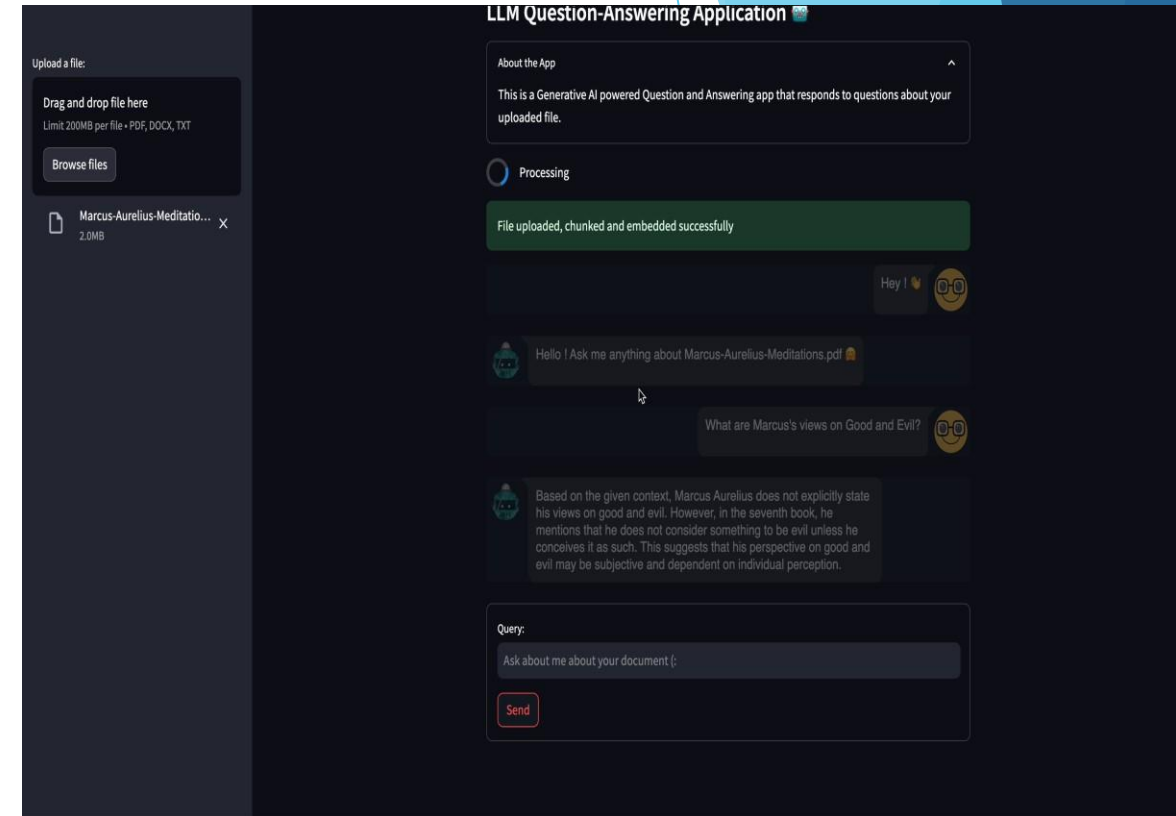 LLM Question-Answering Application
Upload a file:
Drag and drop file here
Limit 200MB per file • PDF, DOCX, TXT
Browse files
Marcus-Aurelius-Meditatio...
2.0MB
About the App
This is a Generative AI powered Question and Answering app that responds to questions about your
uploaded file.
Processing
File uploaded, chunked and embedded successfully
Hey ! 👋
Hello ! Ask me anything about Marcus-Aurelius-Meditations.pdf 🤗
What are Marcus's views on Good and Evil?
Based on the given context, Marcus Aurelius does not explicitly state
his views on good and evil. However, in the seventh book, he
mentions that he does not consider something to be evil unless he
conceives it as such. This suggests that his perspective on good and
evil may be subjective and dependent on individual perception.
Query:
Ask about me about your document (:
Send